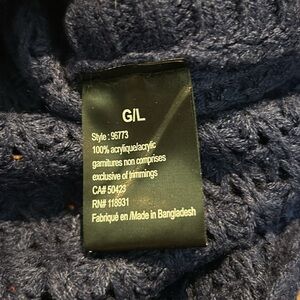 G/L
Style : 96773
100% acrylique/acrylic
garnitures non comprises
exclusive of trimmings
CA# 50423
RN# 118931
Fabriqué en /Made in Bangladesh